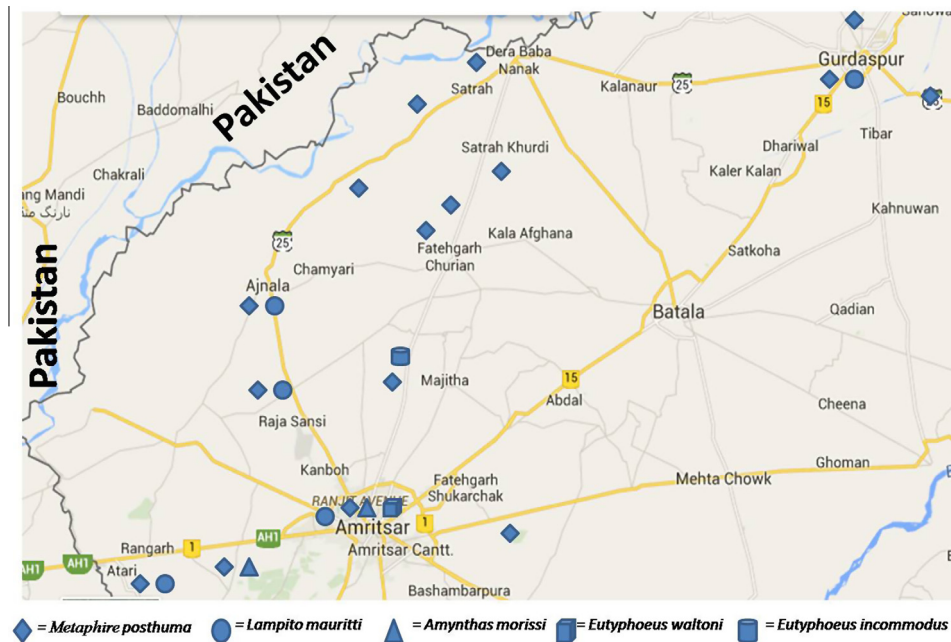 Sahowa
Dera Baba
Nanak
Gurdaspur
Pakistan
Bouchh
Baddomalhi
Satrah
Kalanaur
25
15
Tibar
Dhariwal
Satrah Khurdi
Kaler Kalan
Chakrali
ang Mandi
نارنگ
Kahnuwan
Kala Afghana
25
Fatehgarh
Churian
Satkoha
Chamyari
Ajnala
Pakistan
Batala
Qadian
Majitha
15
Abdal
Cheena
Raja Sansi
Ghoman
Kanboh
Mehta Chowk
Fatehgarh
Shukarchak
RANJIT AVENUE
Amritsar
1
AH1
Rangarh
1
Amritsar Cantt.
AH1
AH1
Atari
Bashambarpura
= Metaphire posthuma = Lampito mauritti = Amynthas morissi = Eutyphoeus waltoni = Eutyphoeus incommodus